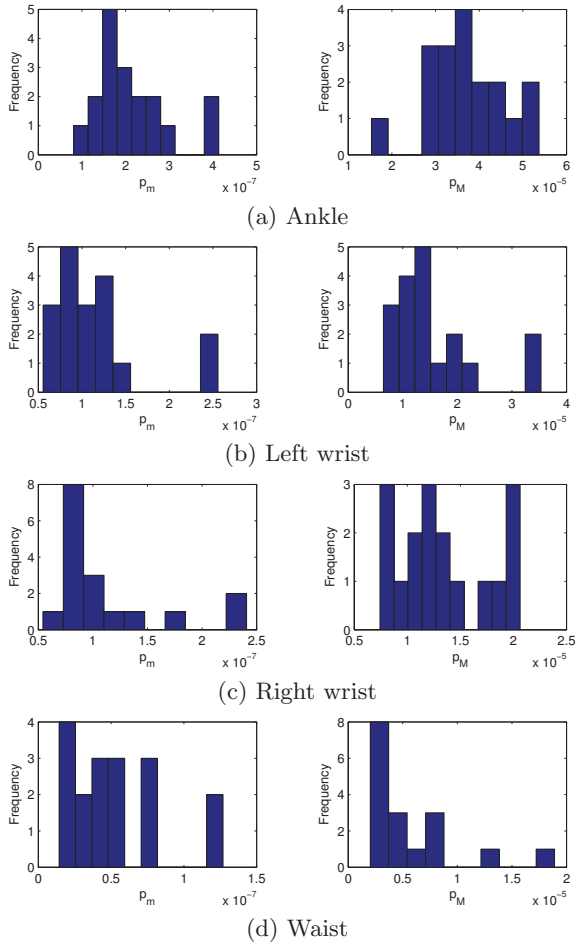 5
4
3
2
1
0
Frequency
0 1 2 3 4 5
p_m
x 10^-7
4
3
2
1
0
Frequency
1 2 3 4 5 6
p_M
x 10^-5
(a) Ankle
5
4
3
2
1
0
Frequency
0.5 1 1.5 2 2.5 3
p_m
x 10^-7
5
4
3
2
1
0
Frequency
0 1 2 3 4
p_M
x 10^-5
(b) Left wrist
8
6
4
2
0
Frequency
0.5 1 1.5 2 2.5
p_m
x 10^-7
3
2
1
0
Frequency
0.5 1 1.5 2 2.5
p_M
x 10^-5
(c) Right wrist
4
3
2
1
0
Frequency
0 0.5 1 1.5
p_m
x 10^-7
8
6
4
2
0
Frequency
0 0.5 1 1.5 2
p_M
x 10^-5
(d) Waist